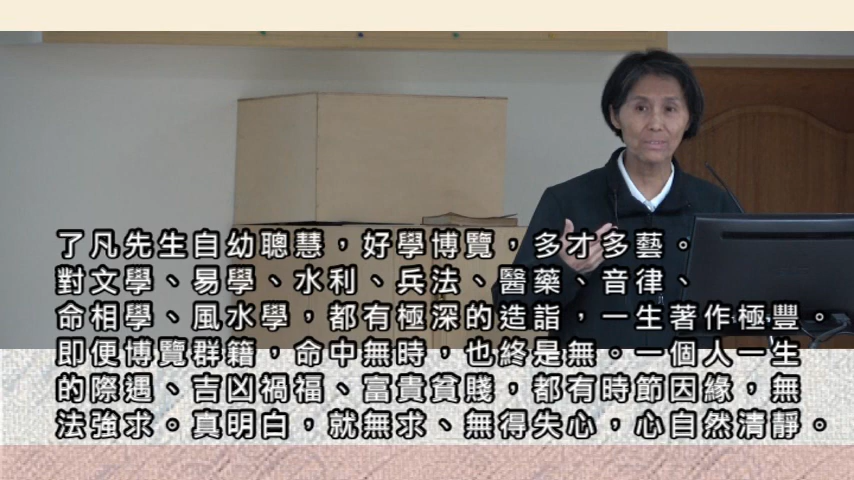 了凡先生自幼聰慧，好學博覽，多才多藝。
對文學、易學、水利、兵法、醫藥、音律、
命相學、風水學，都有極深的造詣，一生著作極豐。
即便博覽群籍，命中無時，也終是無。一個人一生
的際遇、吉凶禍福、富貴貧賤，都有時節因緣，無
法強求。真明白，就無求、無得失心，心自然清靜。